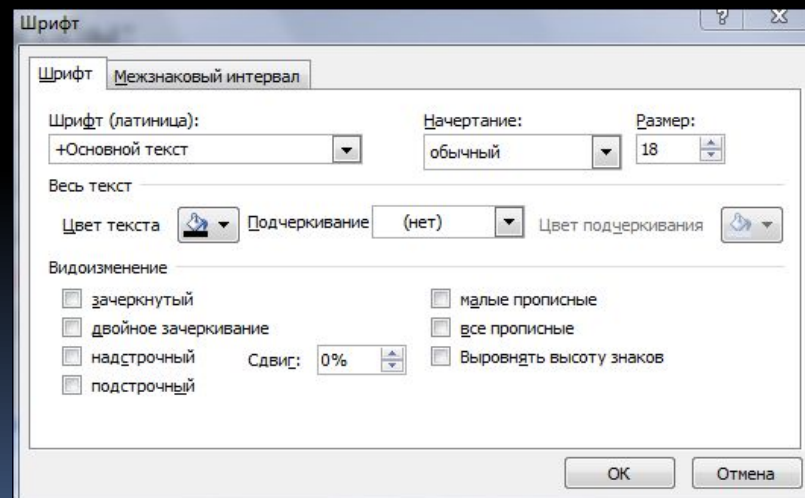 Шрифт
Шрифт Межзнаковый интервал
Шрифт (латиница): Начертание: Размер:
+Основной текст обычный 18
Весь текст
Цвет текста Подчеркивание (нет) Цвет подчеркивания
Видоизменение
зачеркнутый малые прописные
двойное зачеркивание все прописные
надстрочный Сдвиг: 0% Выровнять высоту знаков
подстрочный
ОК Отмена